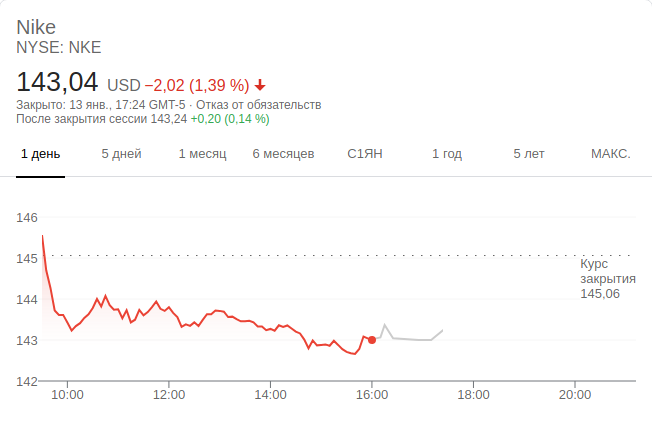 Nike
NYSE: NKE
143,04 USD −2,02 (1,39 %)
Закрыто: 13 янв., 17:24 GMT-5 · Отказ от обязательств
После закрытия сессии 143,24 +0,20 (0,14 %)
1 день 5 дней 1 месяц 6 месяцев С1ЯН 1 год 5 лет МАКС.
146
145
Курс
закрытия
145,06
144
143
142
10:00 12:00 14:00 16:00 18:00 20:00